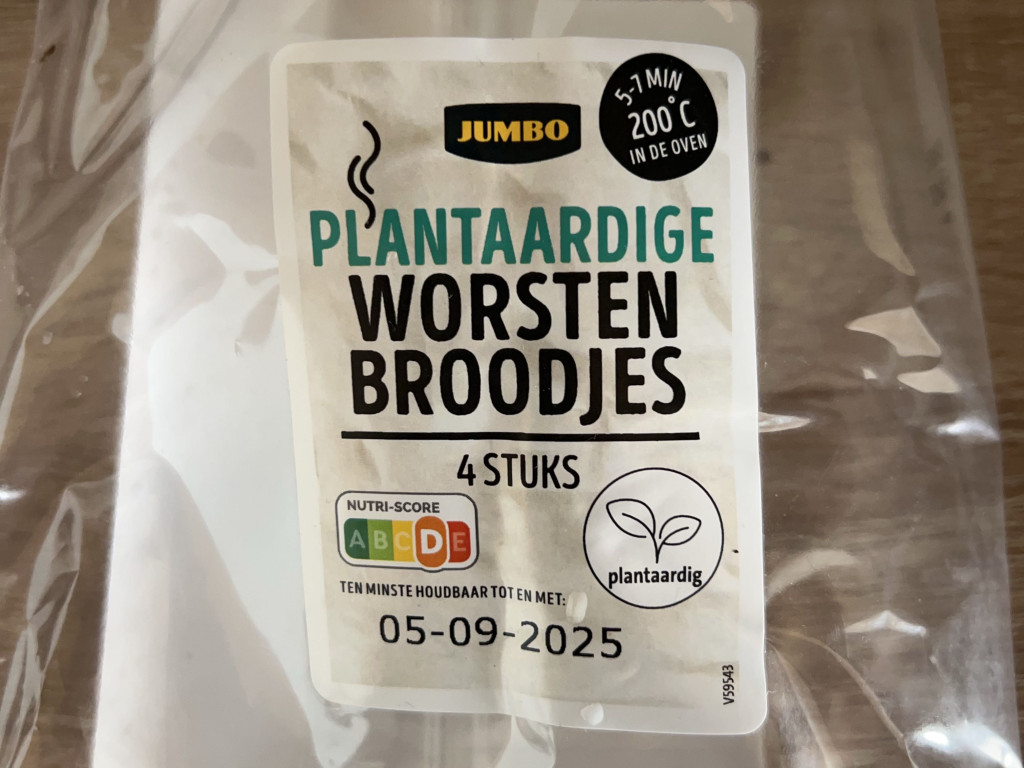 JUMBO
5-7 MIN
200°C
IN DE OVEN
PLANTAARDIGE
WORSTEN
BROODJES
4 STUKS
NUTRI-SCORE
A B C D E
plantaardig
TEN MINSTE HOUDBAAR TOT EN MET:
05-09-2025
V59543